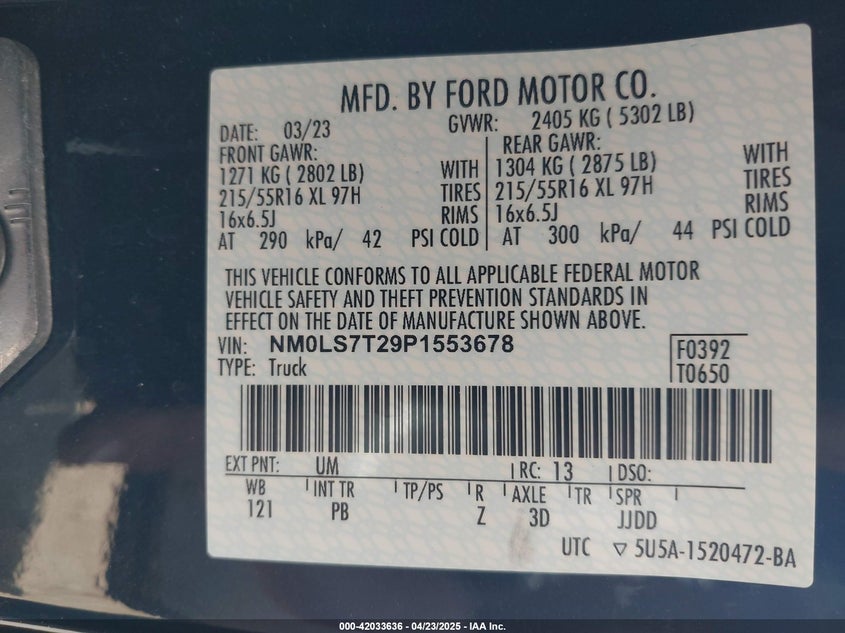 MFD. BY FORD MOTOR CO.
DATE: 03/23 GVWR: 2405 KG ( 5302 LB)
FRONT GAWR: REAR GAWR:
1271 KG ( 2802 LB) WITH 1304 KG ( 2875 LB) WITH
215/55R16 XL 97H TIRES 215/55R16 XL 97H TIRES
16x6.5J RIMS 16x6.5J RIMS
AT 290 kPa/ 42 PSI COLD AT 300 kPa/ 44 PSI COLD
THIS VEHICLE CONFORMS TO ALL APPLICABLE FEDERAL MOTOR
VEHICLE SAFETY AND THEFT PREVENTION STANDARDS IN
EFFECT ON THE DATE OF MANUFACTURE SHOWN ABOVE.
VIN: NM0LS7T29P1553678 F0392
TYPE: Truck T0650
EXT PNT: UM RC: 13 DSO:
WB INT TR TP/PS R AXLE TR SPR
121 PB Z 3D JJDD
UTC ▽ 5U5A-1520472-BA
000-42033636 - 04/23/2025 - IAA Inc.